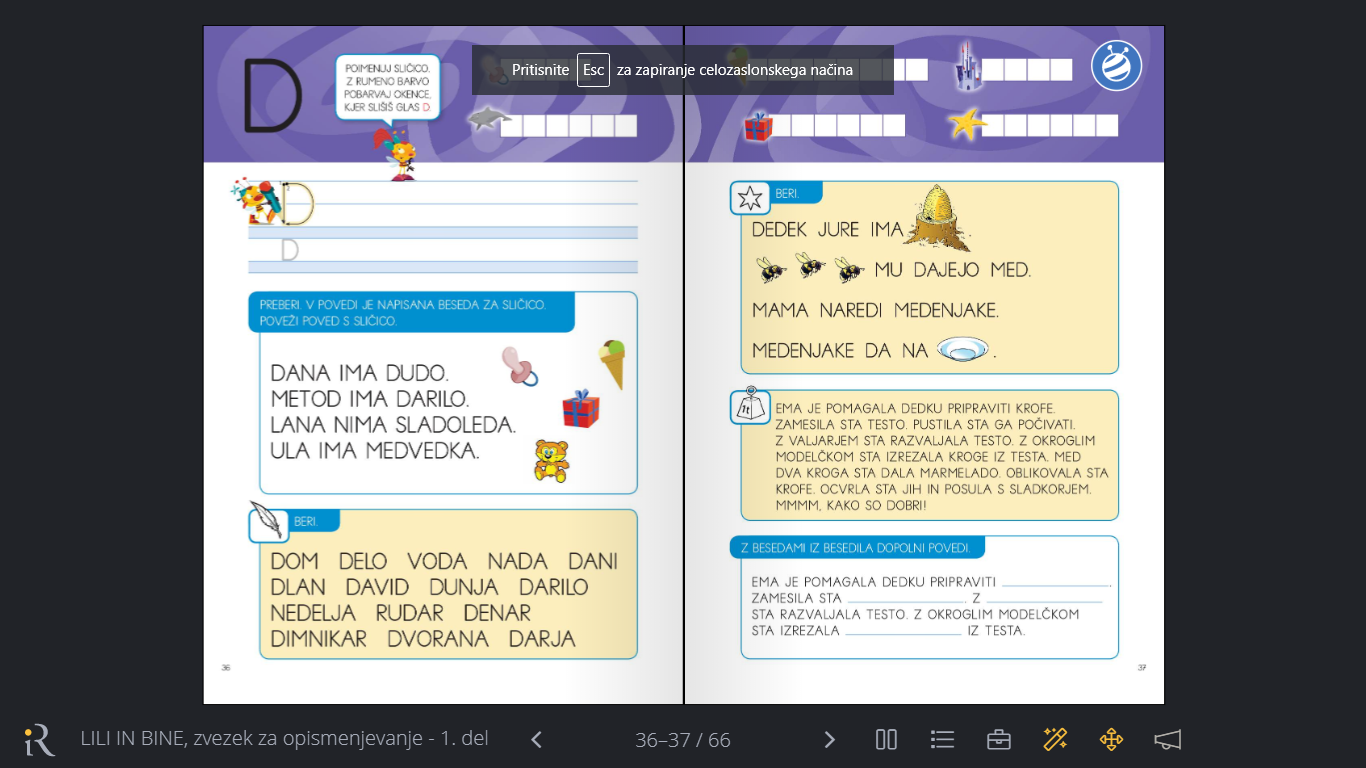 D
POIMENUJ SLIČICO.
Z RUMENO BARVO
POBARVAJ OKENCE,
KJER SLIŠIŠ GLAS D.
Pritisnite Esc za zapiranje celozaslonskega načina
D
D
PREBERI. V POVEDI JE NAPISANA BESEDA ZA SLIČICO.
POVEŽI POVED S SLIČICO.
DANA IMA DUDO.
METOD IMA DARILO.
LANA NIMA SLADOLEDA.
ULA IMA MEDVEDKA.
BERI.
DOM DELO VODA NADA DANI
DLAN DAVID DUNJA DARILO
NEDELJA RUDAR DENAR
DIMNIKAR DVORANA DARJA
36
BERI.
DEDEK JURE IMA .
MU DAJEJO MED.
MAMA NAREDI MEDENJAKE.
MEDENJAKE DA NA .
1t
EMA JE POMAGALA DEDKU PRIPRAVITI KROFE.
ZAMESILA STA TESTO. PUSTILA STA GA POČIVATI.
Z VALJARJEM STA RAZVALJALA TESTO. Z OKROGLIM
MODELČKOM STA IZREZALA KROGE IZ TESTA. MED
DVA KROGA STA DALA MARMELADO. OBLIKOVALA STA
KROFE. OCVRLA STA JIH IN POSULA S SLADKORJEM.
MMMM, KAKO SO DOBRI!
Z BESEDAMI IZ BESEDILA DOPOLNI POVEDI.
EMA JE POMAGALA DEDKU PRIPRAVITI ____________.
ZAMESILA STA ____________. Z ____________
STA RAZVALJALA TESTO. Z OKROGLIM MODELČKOM
STA IZREZALA ____________ IZ TESTA.
37
iR
LILI IN BINE, zvezek za opismenjevanje - 1. del
36–37 / 66